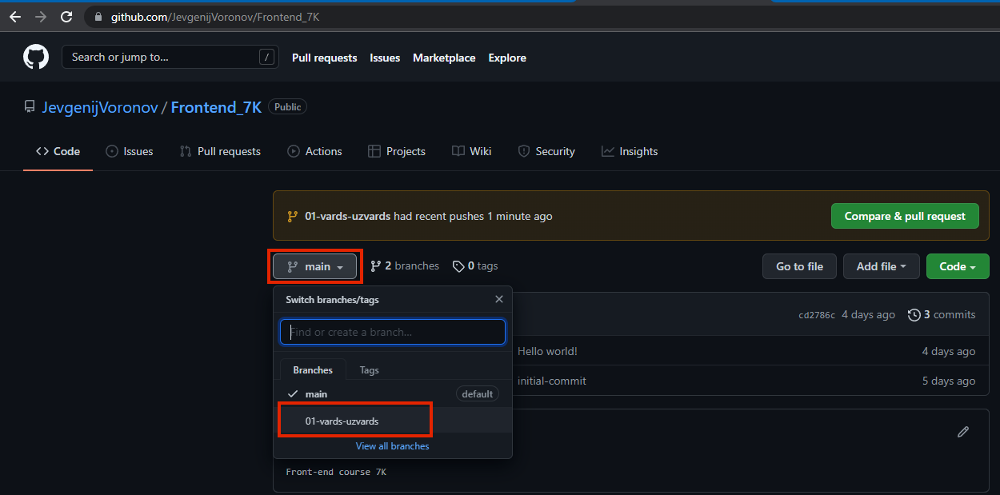 github.com/JevgenijVoronov/Frontend_7K
Search or jump to... / Pull requests Issues Marketplace Explore
JevgenijVoronov / Frontend_7K Public
Code Issues Pull requests Actions Projects Wiki Security Insights
01-vards-uzvards had recent pushes 1 minute ago Compare & pull request
main 2 branches 0 tags Go to file Add file Code
Switch branches/tags
cd2786c 4 days ago 3 commits
Find or create a branch...
Hello world! 4 days ago
Branches Tags
initial-commit 5 days ago
main default
01-vards-uzvards
View all branches
Front-end course 7K